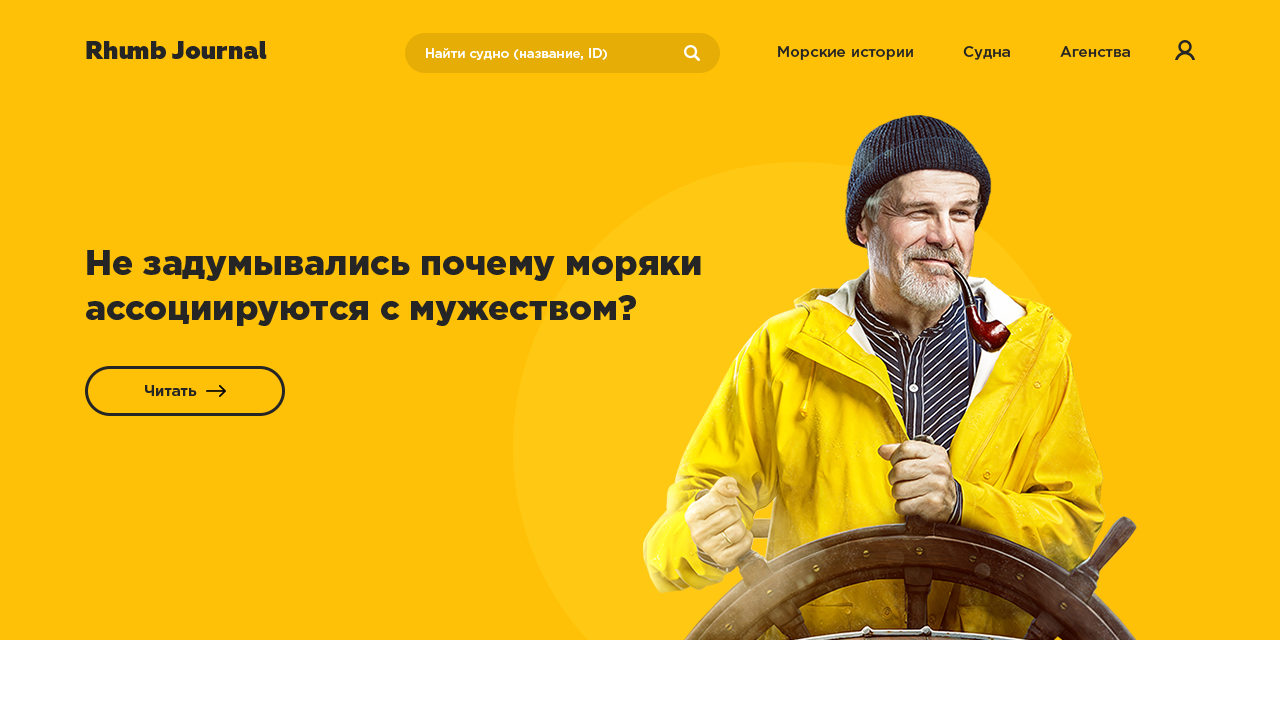 Rhumb Journal
Найти судно (название, ID)
Морские истории
Судна
Агенства
Не задумывались почему моряки
ассоциируются с мужеством?
Читать